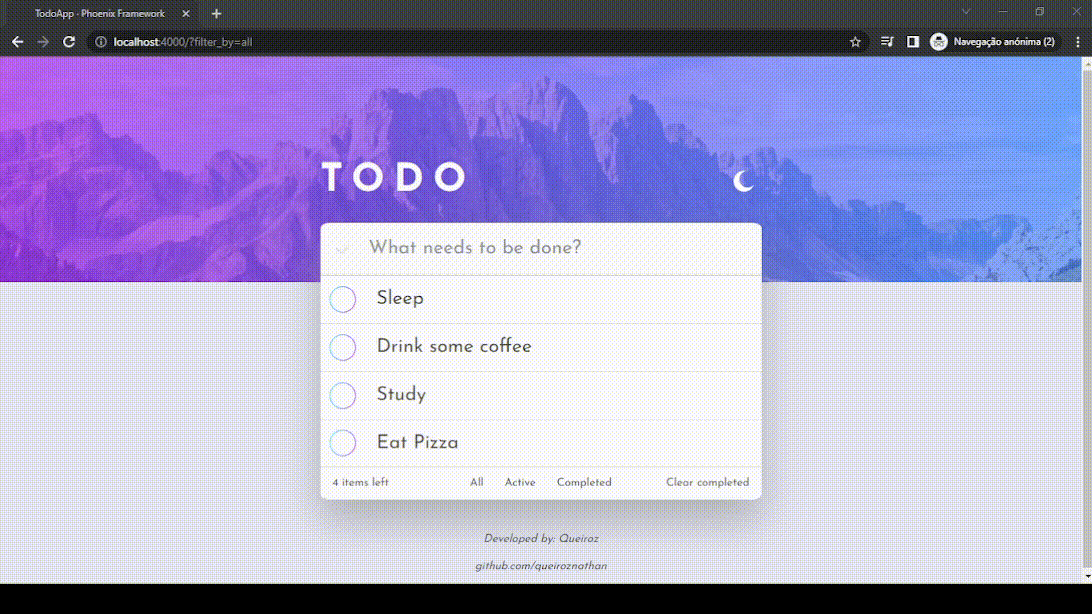 TodoApp · Phoenix Framework
localhost:4000/?filter_by=all
Navegação anónima (2)
TODO
What needs to be done?
Sleep
Drink some coffee
Study
Eat Pizza
4 items left All Active Completed Clear completed
Developed by: Queiroz
github.com/queiroznathan